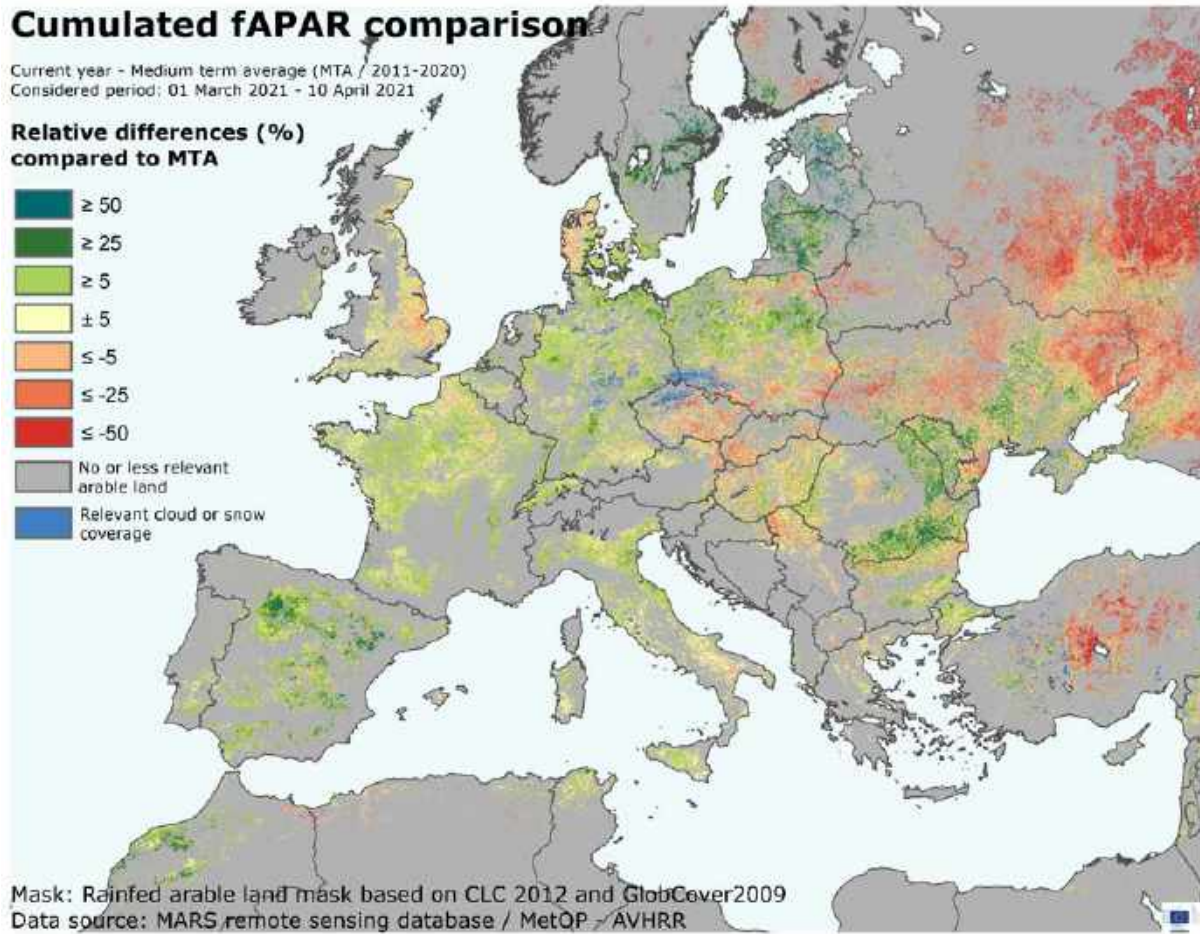 Cumulated fAPAR comparison
Current year - Medium term average (MTA / 2011-2020)
Considered period: 01 March 2021 - 10 April 2021
Relative differences (%)
compared to MTA
≥ 50
≥ 25
≥ 5
± 5
≤ -5
≤ -25
≤ -50
No or less relevant
arable land
Relevant cloud or snow
coverage
Mask: Rainfed arable land mask based on CLC 2012 and GlobCover2009
Data source: MARS remote sensing database / MetOP - AVHRR